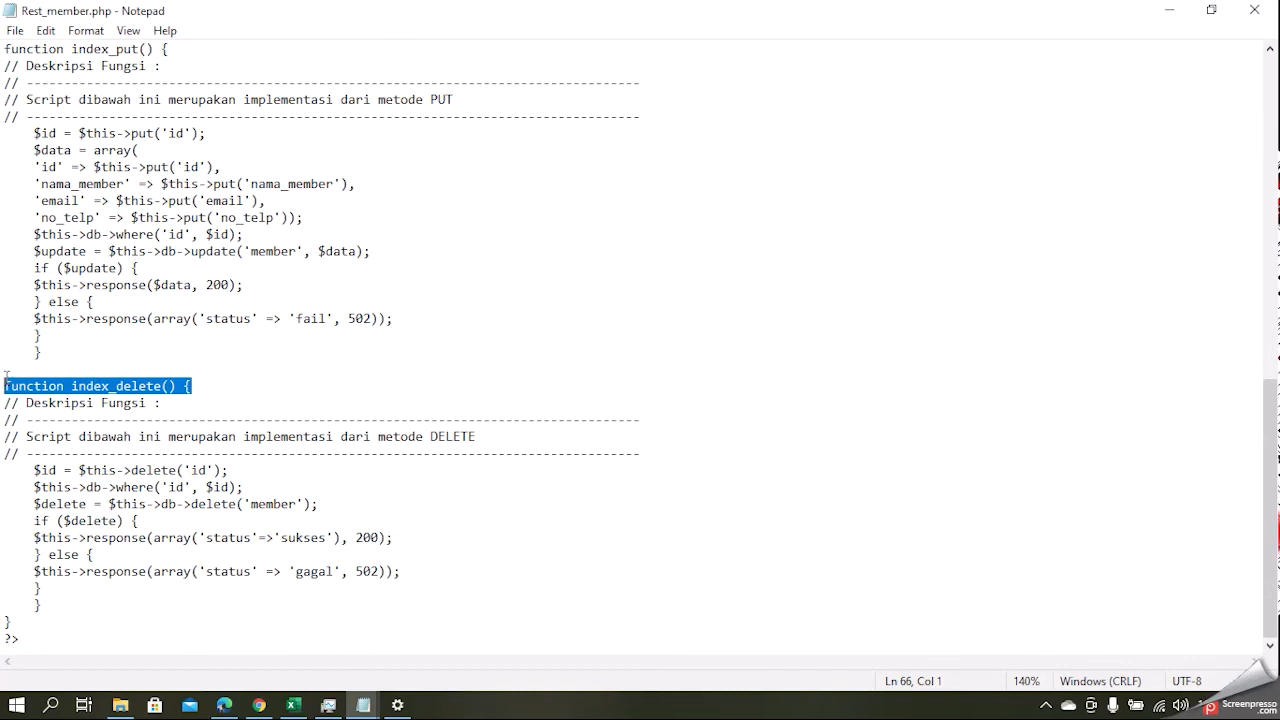 Rest_member.php - Notepad
File Edit Format View Help
function index_put() {
// Deskripsi Fungsi :
// ----------------------------------------------------------------------------------
// Script dibawah ini merupakan implementasi dari metode PUT
// ----------------------------------------------------------------------------------
$id = $this->put('id');
$data = array(
'id' => $this->put('id'),
'nama_member' => $this->put('nama_member'),
'email' => $this->put('email'),
'no_telp' => $this->put('no_telp'));
$this->db->where('id', $id);
$update = $this->db->update('member', $data);
if ($update) {
$this->response($data, 200);
} else {
$this->response(array('status' => 'fail', 502));
}
}
function index_delete() {
// Deskripsi Fungsi :
// ----------------------------------------------------------------------------------
// Script dibawah ini merupakan implementasi dari metode DELETE
// ----------------------------------------------------------------------------------
$id = $this->delete('id');
$this->db->where('id', $id);
$delete = $this->db->delete('member');
if ($delete) {
$this->response(array('status'=>'sukses'), 200);
} else {
$this->response(array('status' => 'gagal', 502));
}
}
}
?>
Ln 66, Col 1 140% Windows (CRLF) UTF-8
Screenpresso
.com